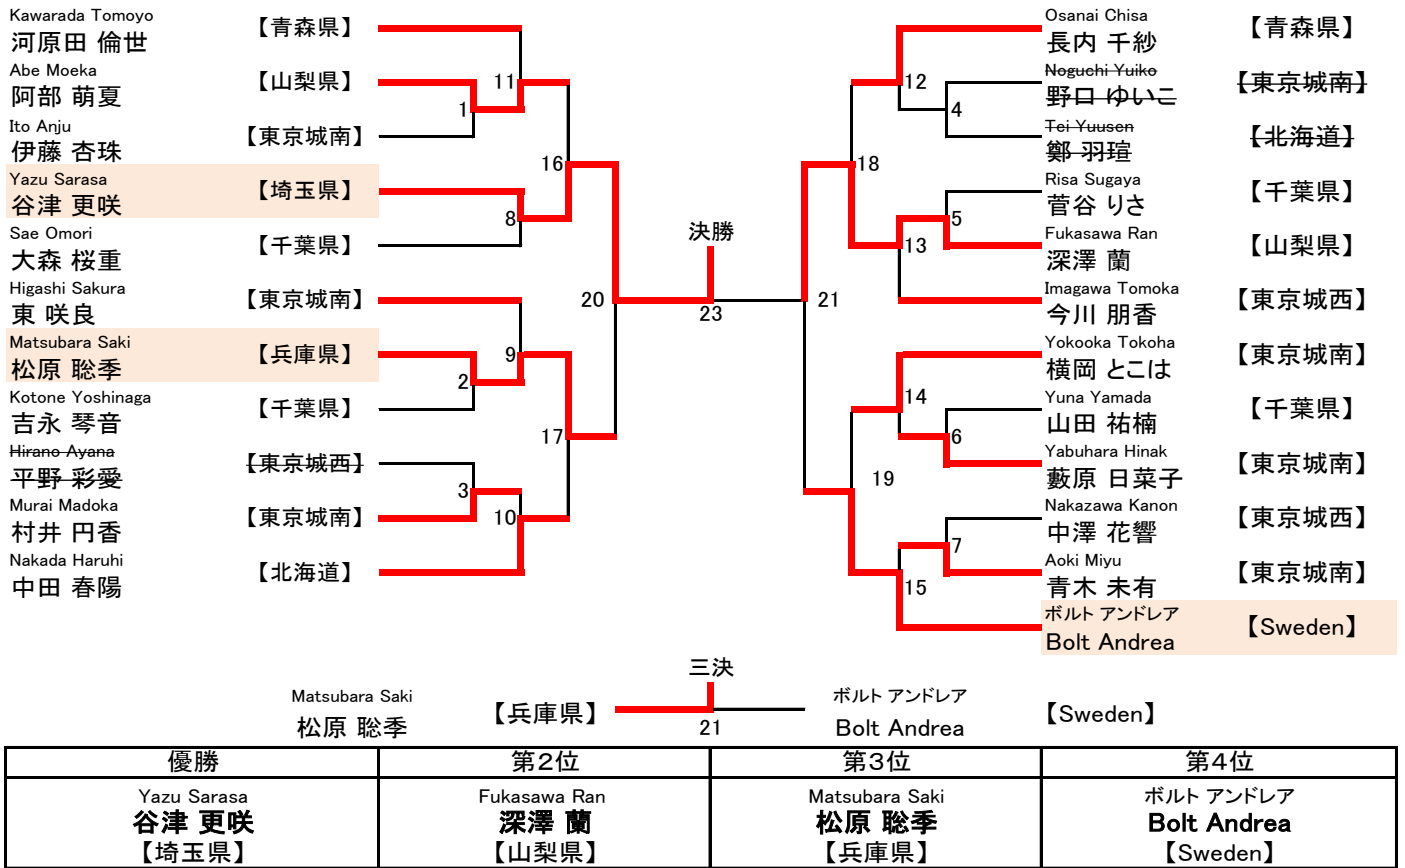 Kawarada Tomoyo
河原田 倫世
【青森県】
Abe Moeka
阿部 萌夏
【山梨県】
Ito Anju
伊藤 杏珠
【東京城南】
Yazu Sarasa
谷津 更咲
【埼玉県】
Sae Omori
大森 桜重
【千葉県】
Higashi Sakura
東 咲良
【東京城南】
Matsubara Saki
松原 聡季
【兵庫県】
Kotone Yoshinaga
吉永 琴音
【千葉県】
Hirano Ayana
平野 彩愛
【東京城西】
Murai Madoka
村井 円香
【東京城南】
Nakada Haruhi
中田 春陽
【北海道】
11
1
16
8
20
9
2
17
3
10
決勝
23
12
4
18
5
13
21
14
6
19
7
15
Osanai Chisa
長内 千紗
【青森県】
Noguchi Yuiko
野口 ゆいこ
【東京城南】
Tei Yuusen
鄭 羽瑄
【北海道】
Risa Sugaya
菅谷 りさ
【千葉県】
Fukasawa Ran
深澤 蘭
【山梨県】
Imagawa Tomoka
今川 朋香
【東京城西】
Yokooka Tokoha
横岡 とこは
【東京城南】
Yuna Yamada
山田 祐楠
【千葉県】
Yabuhara Hinak
藪原 日菜子
【東京城南】
Nakazawa Kanon
中澤 花響
【東京城西】
Aoki Miyu
青木 未有
【東京城南】
ボルト アンドレア
Bolt Andrea
【Sweden】
三決
Matsubara Saki
松原 聡季
【兵庫県】
21
ボルト アンドレア
Bolt Andrea
【Sweden】
優勝
第2位
第3位
第4位
Yazu Sarasa
谷津 更咲
【埼玉県】
Fukasawa Ran
深澤 蘭
【山梨県】
Matsubara Saki
松原 聡季
【兵庫県】
ボルト アンドレア
Bolt Andrea
【Sweden】